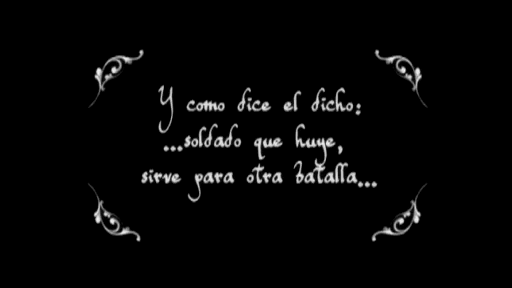 Y como dice el dicho:
...soldado que huye,
sirve para otra batalla...